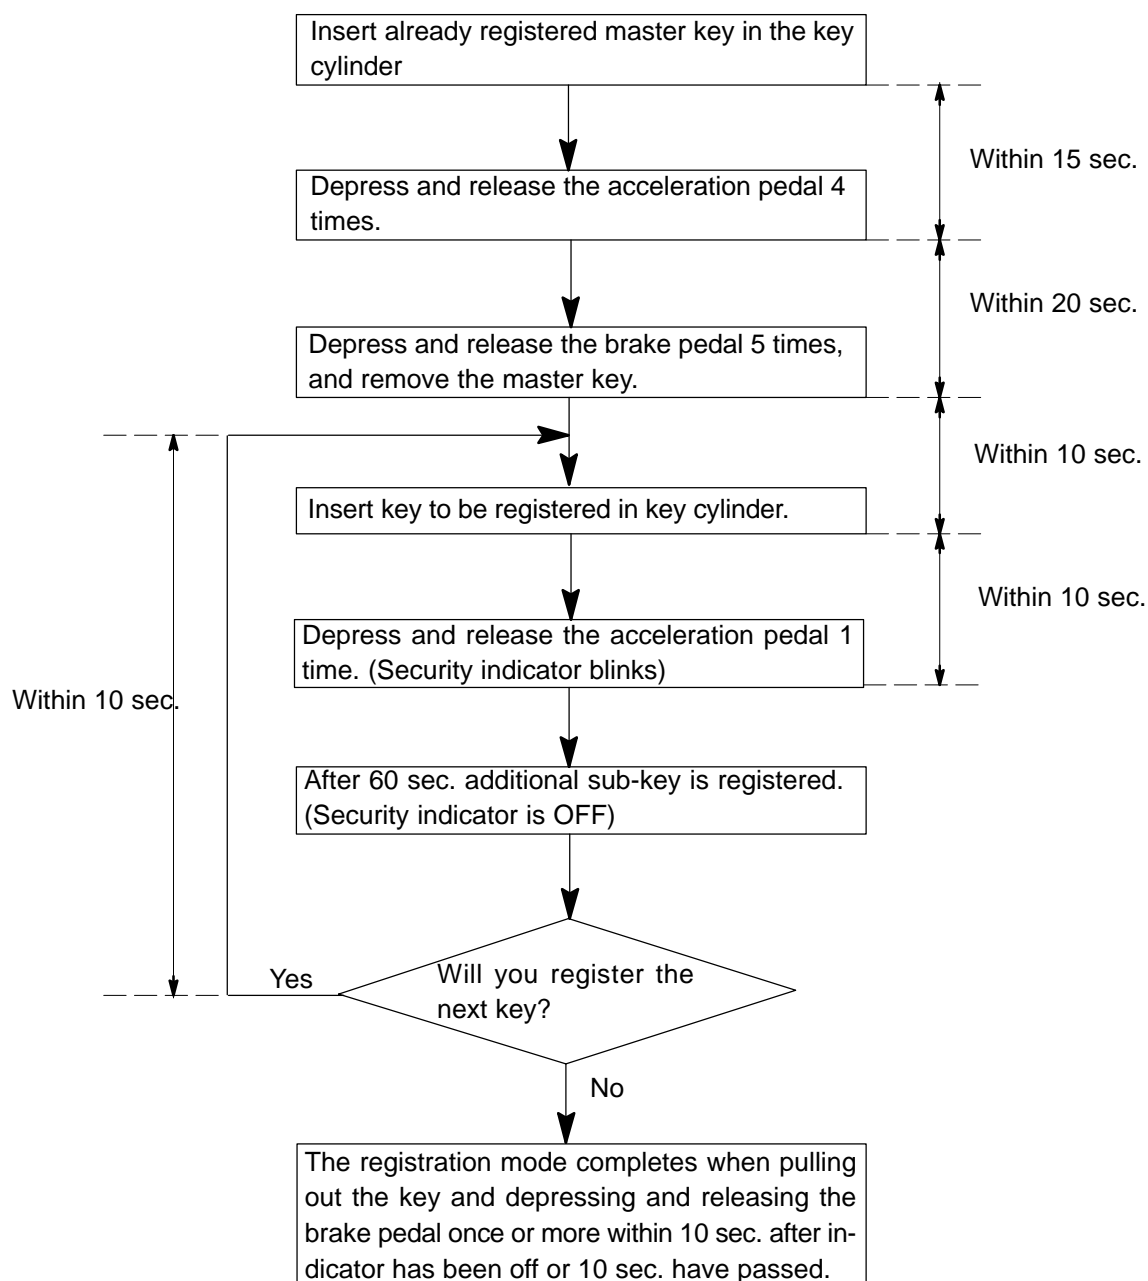 Insert already registered master key in the key
cylinder
Within 15 sec.
Depress and release the acceleration pedal 4
times.
Within 20 sec.
Depress and release the brake pedal 5 times,
and remove the master key.
Within 10 sec.
Insert key to be registered in key cylinder.
Within 10 sec.
Depress and release the acceleration pedal 1
time. (Security indicator blinks)
Within 10 sec.
After 60 sec. additional sub-key is registered.
(Security indicator is OFF)
Will you register the
next key?
Yes
No
The registration mode completes when pulling
out the key and depressing and releasing the
brake pedal once or more within 10 sec. after in-
dicator has been off or 10 sec. have passed.